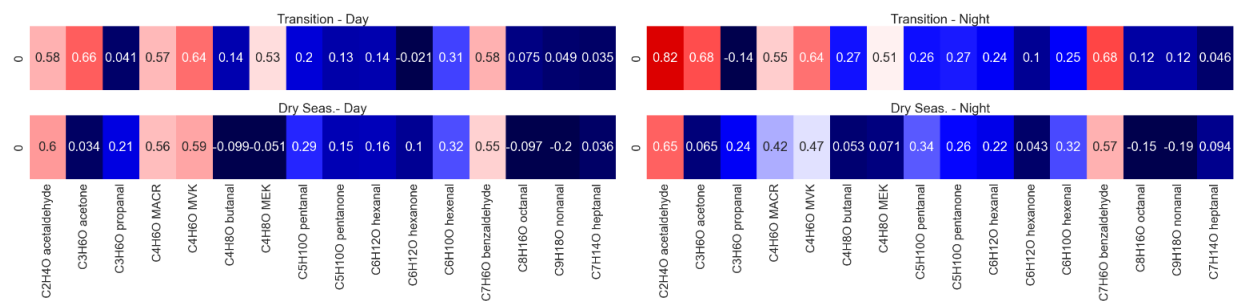 Transition - Day
0
0.58 0.66 0.041 0.57 0.64 0.14 0.53 0.2 0.13 0.14 -0.021 0.31 0.58 0.075 0.049 0.035
Dry Seas.- Day
0
0.6 0.034 0.21 0.56 0.59 -0.099 -0.051 0.29 0.15 0.16 0.1 0.32 0.55 -0.097 -0.2 0.036
C2H4O acetaldehyde
C3H6O acetone
C3H6O propanal
C4H6O MACR
C4H6O MVK
C4H8O butanal
C4H8O MEK
C5H10O pentanal
C5H10O pentanone
C6H12O hexanal
C6H12O hexanone
C6H10O hexenal
C7H6O benzaldehyde
C8H16O octanal
C9H18O nonanal
C7H14O heptanal
Transition - Night
0
0.82 0.68 -0.14 0.55 0.64 0.27 0.51 0.26 0.27 0.24 0.1 0.25 0.68 0.12 0.12 0.046
Dry Seas. - Night
0
0.65 0.065 0.24 0.42 0.47 0.053 0.071 0.34 0.26 0.22 0.043 0.32 0.57 -0.15 -0.19 0.094
C2H4O acetaldehyde
C3H6O acetone
C3H6O propanal
C4H6O MACR
C4H6O MVK
C4H8O butanal
C4H8O MEK
C5H10O pentanal
C5H10O pentanone
C6H12O hexanal
C6H12O hexanone
C6H10O hexenal
C7H6O benzaldehyde
C8H16O octanal
C9H18O nonanal
C7H14O heptanal